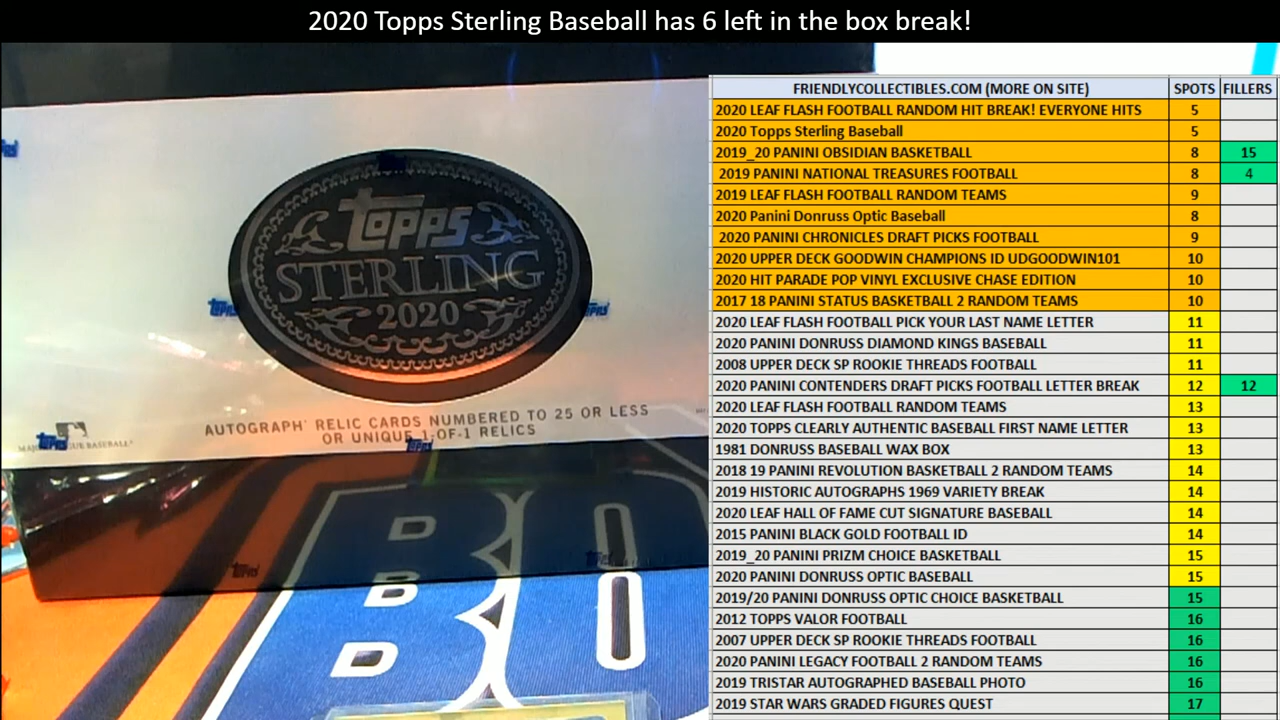 2020 Topps Sterling Baseball has 6 left in the box break!
topps
STERLING
2020
AUTOGRAPH RELIC CARDS NUMBERED TO 25 OR LESS
OR UNIQUE 1-OF-1 RELICS
FRIENDLYCOLLECTIBLES.COM (MORE ON SITE) SPOTS FILLERS
2020 LEAF FLASH FOOTBALL RANDOM HIT BREAK! EVERYONE HITS 5
2020 Topps Sterling Baseball 5
2019_20 PANINI OBSIDIAN BASKETBALL 8 15
2019 PANINI NATIONAL TREASURES FOOTBALL 8 4
2019 LEAF FLASH FOOTBALL RANDOM TEAMS 9
2020 Panini Donruss Optic Baseball 8
2020 PANINI CHRONICLES DRAFT PICKS FOOTBALL 9
2020 UPPER DECK GOODWIN CHAMPIONS ID UDGOODWIN101 10
2020 HIT PARADE POP VINYL EXCLUSIVE CHASE EDITION 10
2017 18 PANINI STATUS BASKETBALL 2 RANDOM TEAMS 10
2020 LEAF FLASH FOOTBALL PICK YOUR LAST NAME LETTER 11
2020 PANINI DONRUSS DIAMOND KINGS BASEBALL 11
2008 UPPER DECK SP ROOKIE THREADS FOOTBALL 11
2020 PANINI CONTENDERS DRAFT PICKS FOOTBALL LETTER BREAK 12 12
2020 LEAF FLASH FOOTBALL RANDOM TEAMS 13
2020 TOPPS CLEARLY AUTHENTIC BASEBALL FIRST NAME LETTER 13
1981 DONRUSS BASEBALL WAX BOX 13
2018 19 PANINI REVOLUTION BASKETBALL 2 RANDOM TEAMS 14
2019 HISTORIC AUTOGRAPHS 1969 VARIETY BREAK 14
2020 LEAF HALL OF FAME CUT SIGNATURE BASEBALL 14
2015 PANINI BLACK GOLD FOOTBALL ID 14
2019_20 PANINI PRIZM CHOICE BASKETBALL 15
2020 PANINI DONRUSS OPTIC BASEBALL 15
2019/20 PANINI DONRUSS OPTIC CHOICE BASKETBALL 15
2012 TOPPS VALOR FOOTBALL 16
2007 UPPER DECK SP ROOKIE THREADS FOOTBALL 16
2020 PANINI LEGACY FOOTBALL 2 RANDOM TEAMS 16
2019 TRISTAR AUTOGRAPHED BASEBALL PHOTO 16
2019 STAR WARS GRADED FIGURES QUEST 17